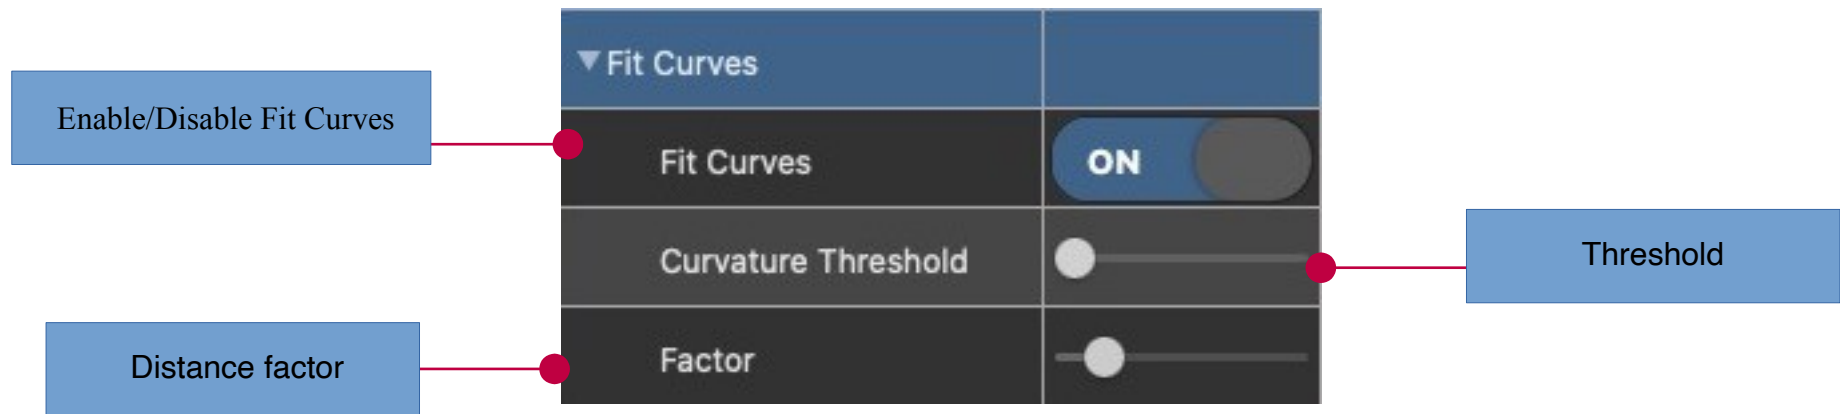 Fit Curves
Enable/Disable Fit Curves
Fit Curves
ON
Curvature Threshold
Threshold
Distance factor
Factor